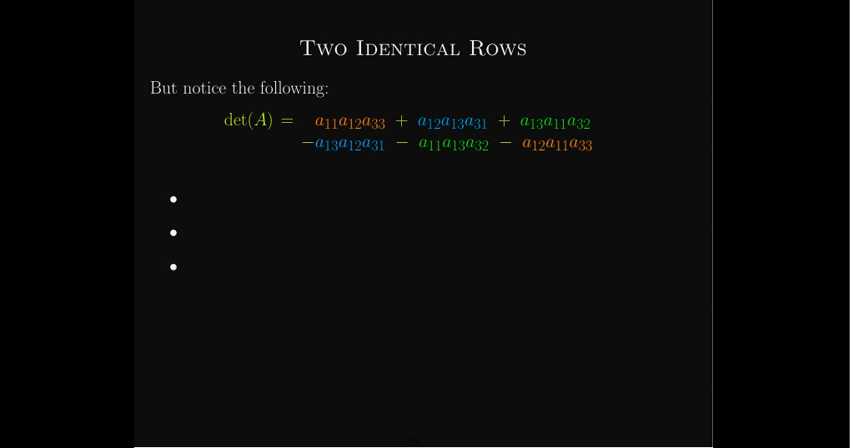 Two Identical Rows
But notice the following:
det(A) = a₁₁a₁₂a₃₃ + a₁₂a₁₃a₃₁ + a₁₃a₁₁a₃₂
−a₁₃a₁₂a₃₁ − a₁₁a₁₃a₃₂ − a₁₂a₁₁a₃₃
•
•
•